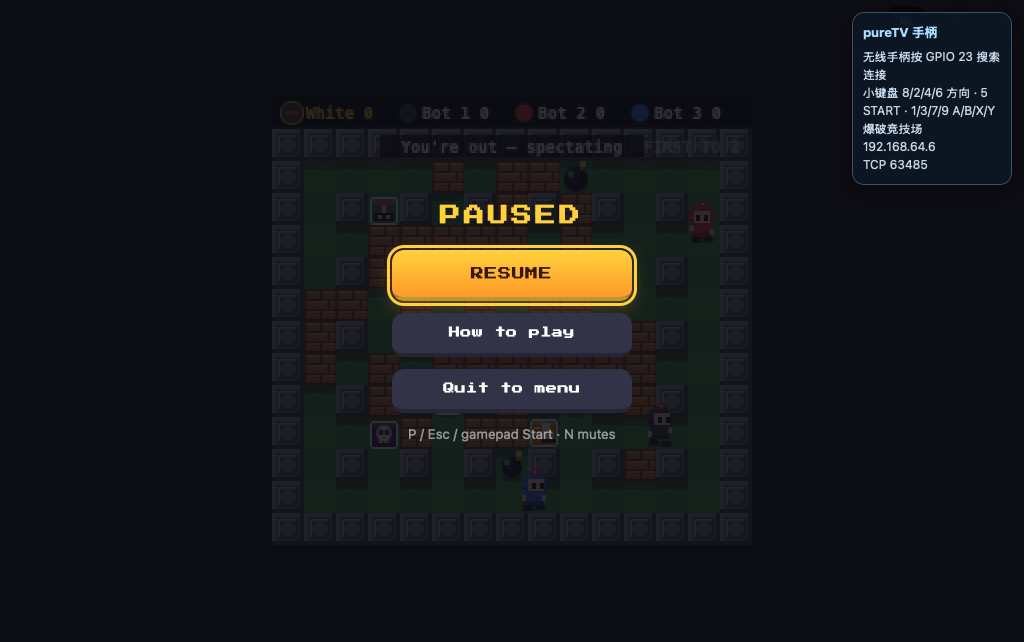 pureTV 手柄
无线手柄按 GPIO 23 搜索
连接
小键盘 8/2/4/6 方向 · 5
START · 1/3/7/9 A/B/X/Y
爆破竞技场
192.168.64.6
TCP 63485
White 0 Bot 1 0 Bot 2 0 Bot 3 0
You're out — spectating FIRST TO 2
PAUSED
RESUME
How to play
Quit to menu
P / Esc / gamepad Start · N mutes